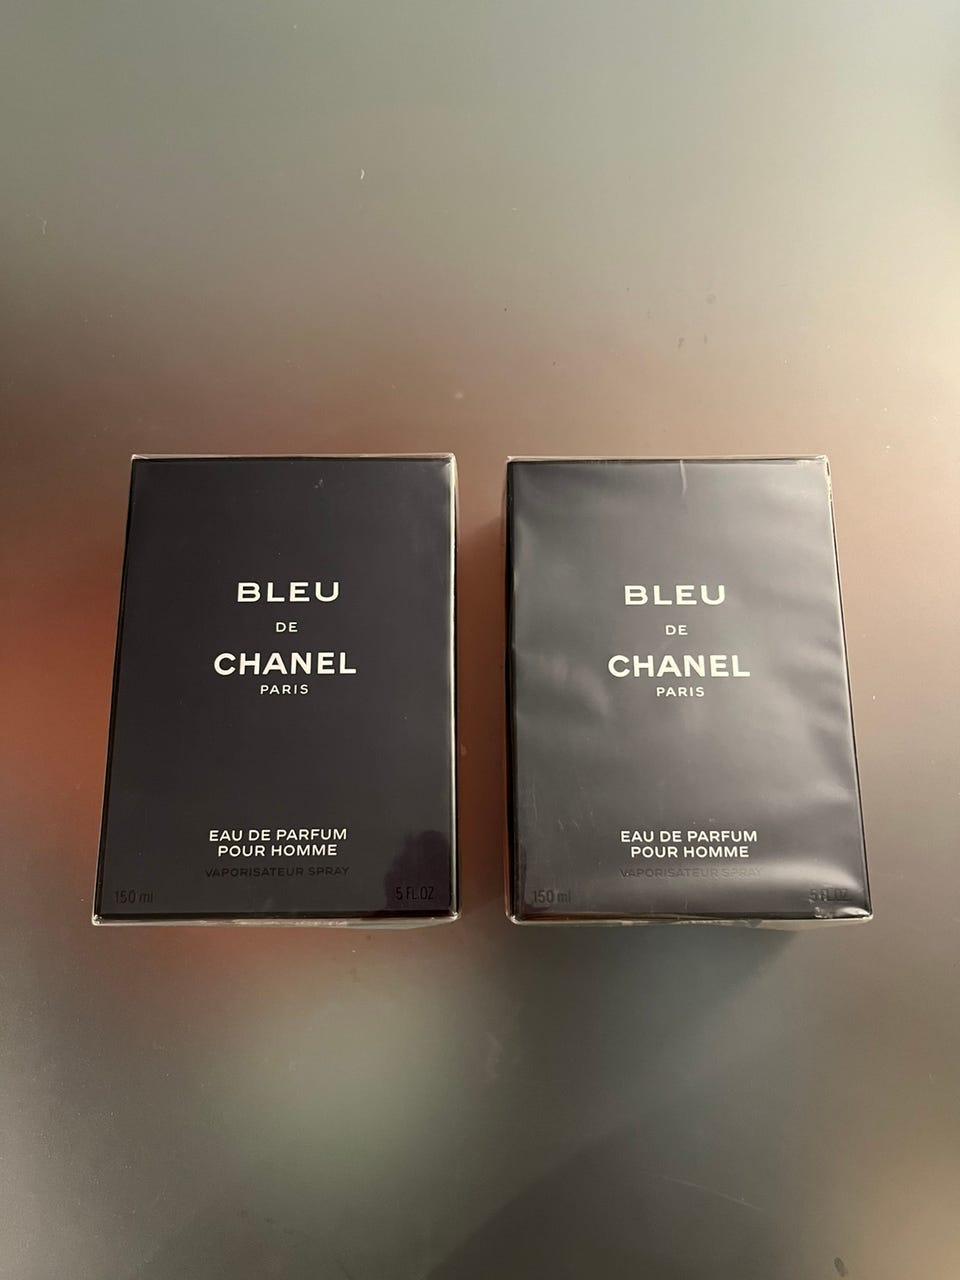 BLEU
DE
CHANEL
PARIS
EAU DE PARFUM
POUR HOMME
VAPORISATEUR SPRAY
150 ml
5 FL.OZ
BLEU
DE
CHANEL
PARIS
EAU DE PARFUM
POUR HOMME
VAPORISATEUR SPRAY
150 ml
5 FL.OZ